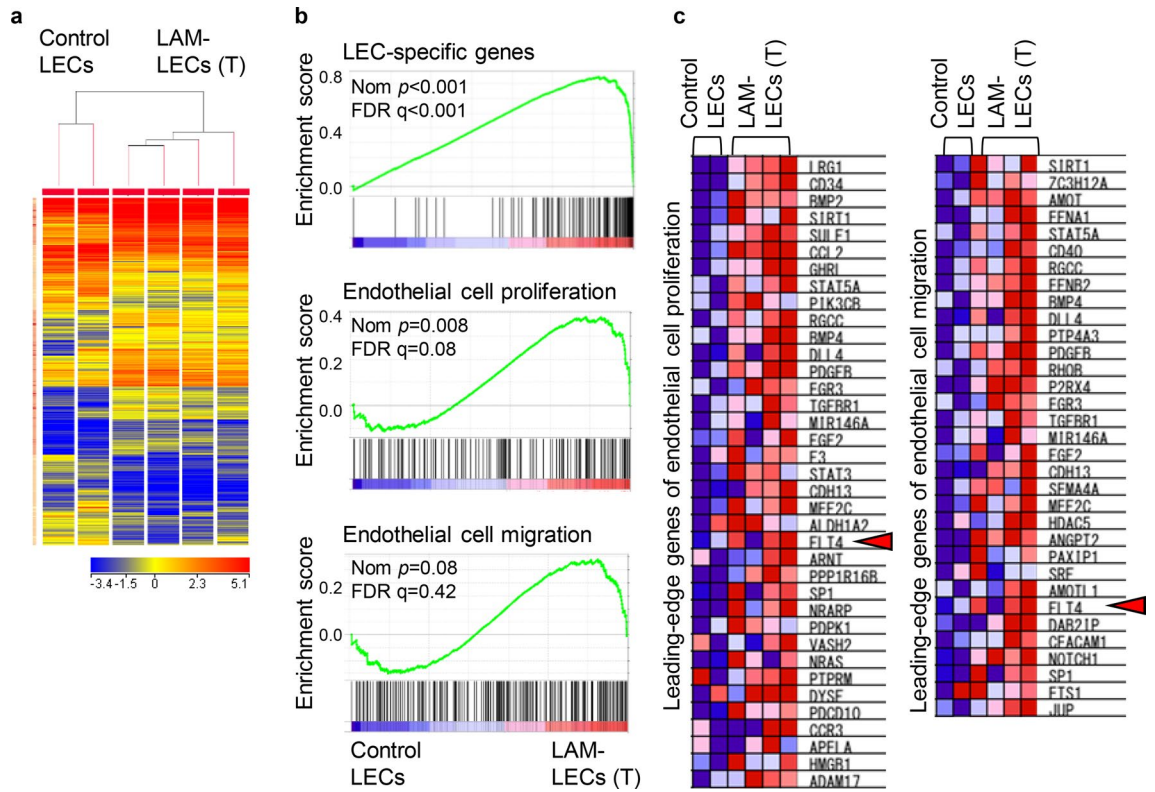 a
Control
LECs
LAM-
LECs (T)
-3.4
-1.5
0
2.3
5.1
b
LEC-specific genes
Enrichment score
0.8
0.4
0.0
Nom p<0.001
FDR q<0.001
Endothelial cell proliferation
Enrichment score
0.4
0.2
0.0
Nom p=0.008
FDR q=0.08
Endothelial cell migration
Enrichment score
0.2
0.0
Nom p=0.08
FDR q=0.42
Control
LECs
LAM-
LECs (T)
c
Control
LECs
LAM-
LECs (T)
Leading-edge genes of endothelial cell proliferation
LRG1
CD34
BMP2
SIRT1
SULF1
CCL2
GHRL
STAT5A
PIK3CB
RGCC
BMP4
DLL4
PDGFB
EGR3
TGFBR1
MIR146A
FGF2
F3
STAT3
CDH13
MEF2C
ALDH1A2
FLT4
ARNT
PPP1R16B
SP1
NRARP
PDPK1
VASH2
NRAS
PTPRM
DYSF
PDCD10
CCR3
APELA
HMGB1
ADAM17
Control
LECs
LAM-
LECs (T)
Leading-edge genes of endothelial cell migration
SIRT1
ZC3H12A
AMOT
EFNA1
STAT5A
CD40
RGCC
EFNB2
BMP4
DLL4
PTP4A3
PDGFB
RHOB
P2RX4
EGR3
TGFBR1
MIR146A
FGF2
CDH13
SEMA4A
MEF2C
HDAC5
ANGPT2
PAXIP1
SRF
AMOTL1
FLT4
DAB2IP
CEACAM1
NOTCH1
SP1
ETS1
JUP